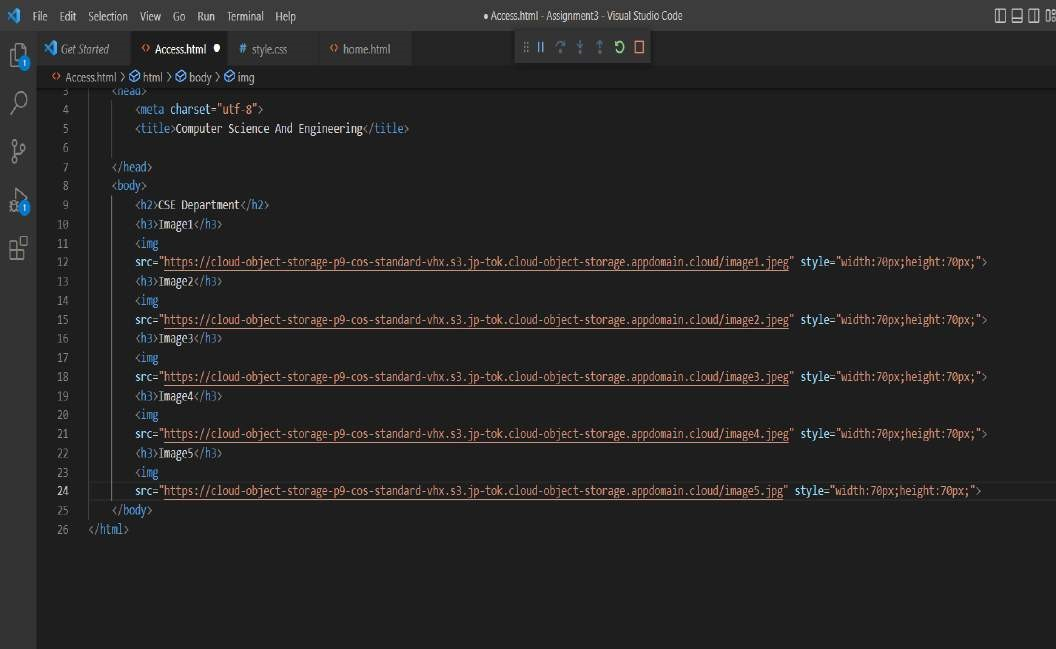 File Edit Selection View Go Run Terminal Help
● Access.html - Assignment3 - Visual Studio Code
Get Started
Access.html ●
# style.css
home.html
Access.html > html > body > img
3 <head>
4 <meta charset="utf-8">
5 <title>Computer Science And Engineering</title>
6
7 </head>
8 <body>
9 <h2>CSE Department</h2>
10 <h3>Image1</h3>
11 <img
12 src="https://cloud-object-storage-p9-cos-standard-vhx.s3.jp-tok.cloud-object-storage.appdomain.cloud/image1.jpeg" style="width:70px;height:70px;">
13 <h3>Image2</h3>
14 <img
15 src="https://cloud-object-storage-p9-cos-standard-vhx.s3.jp-tok.cloud-object-storage.appdomain.cloud/image2.jpeg" style="width:70px;height:70px;">
16 <h3>Image3</h3>
17 <img
18 src="https://cloud-object-storage-p9-cos-standard-vhx.s3.jp-tok.cloud-object-storage.appdomain.cloud/image3.jpeg" style="width:70px;height:70px;">
19 <h3>Image4</h3>
20 <img
21 src="https://cloud-object-storage-p9-cos-standard-vhx.s3.jp-tok.cloud-object-storage.appdomain.cloud/image4.jpeg" style="width:70px;height:70px;">
22 <h3>Image5</h3>
23 <img
24 src="https://cloud-object-storage-p9-cos-standard-vhx.s3.jp-tok.cloud-object-storage.appdomain.cloud/image5.jpg" style="width:70px;height:70px;">
25 </body>
26 </html>
1
1